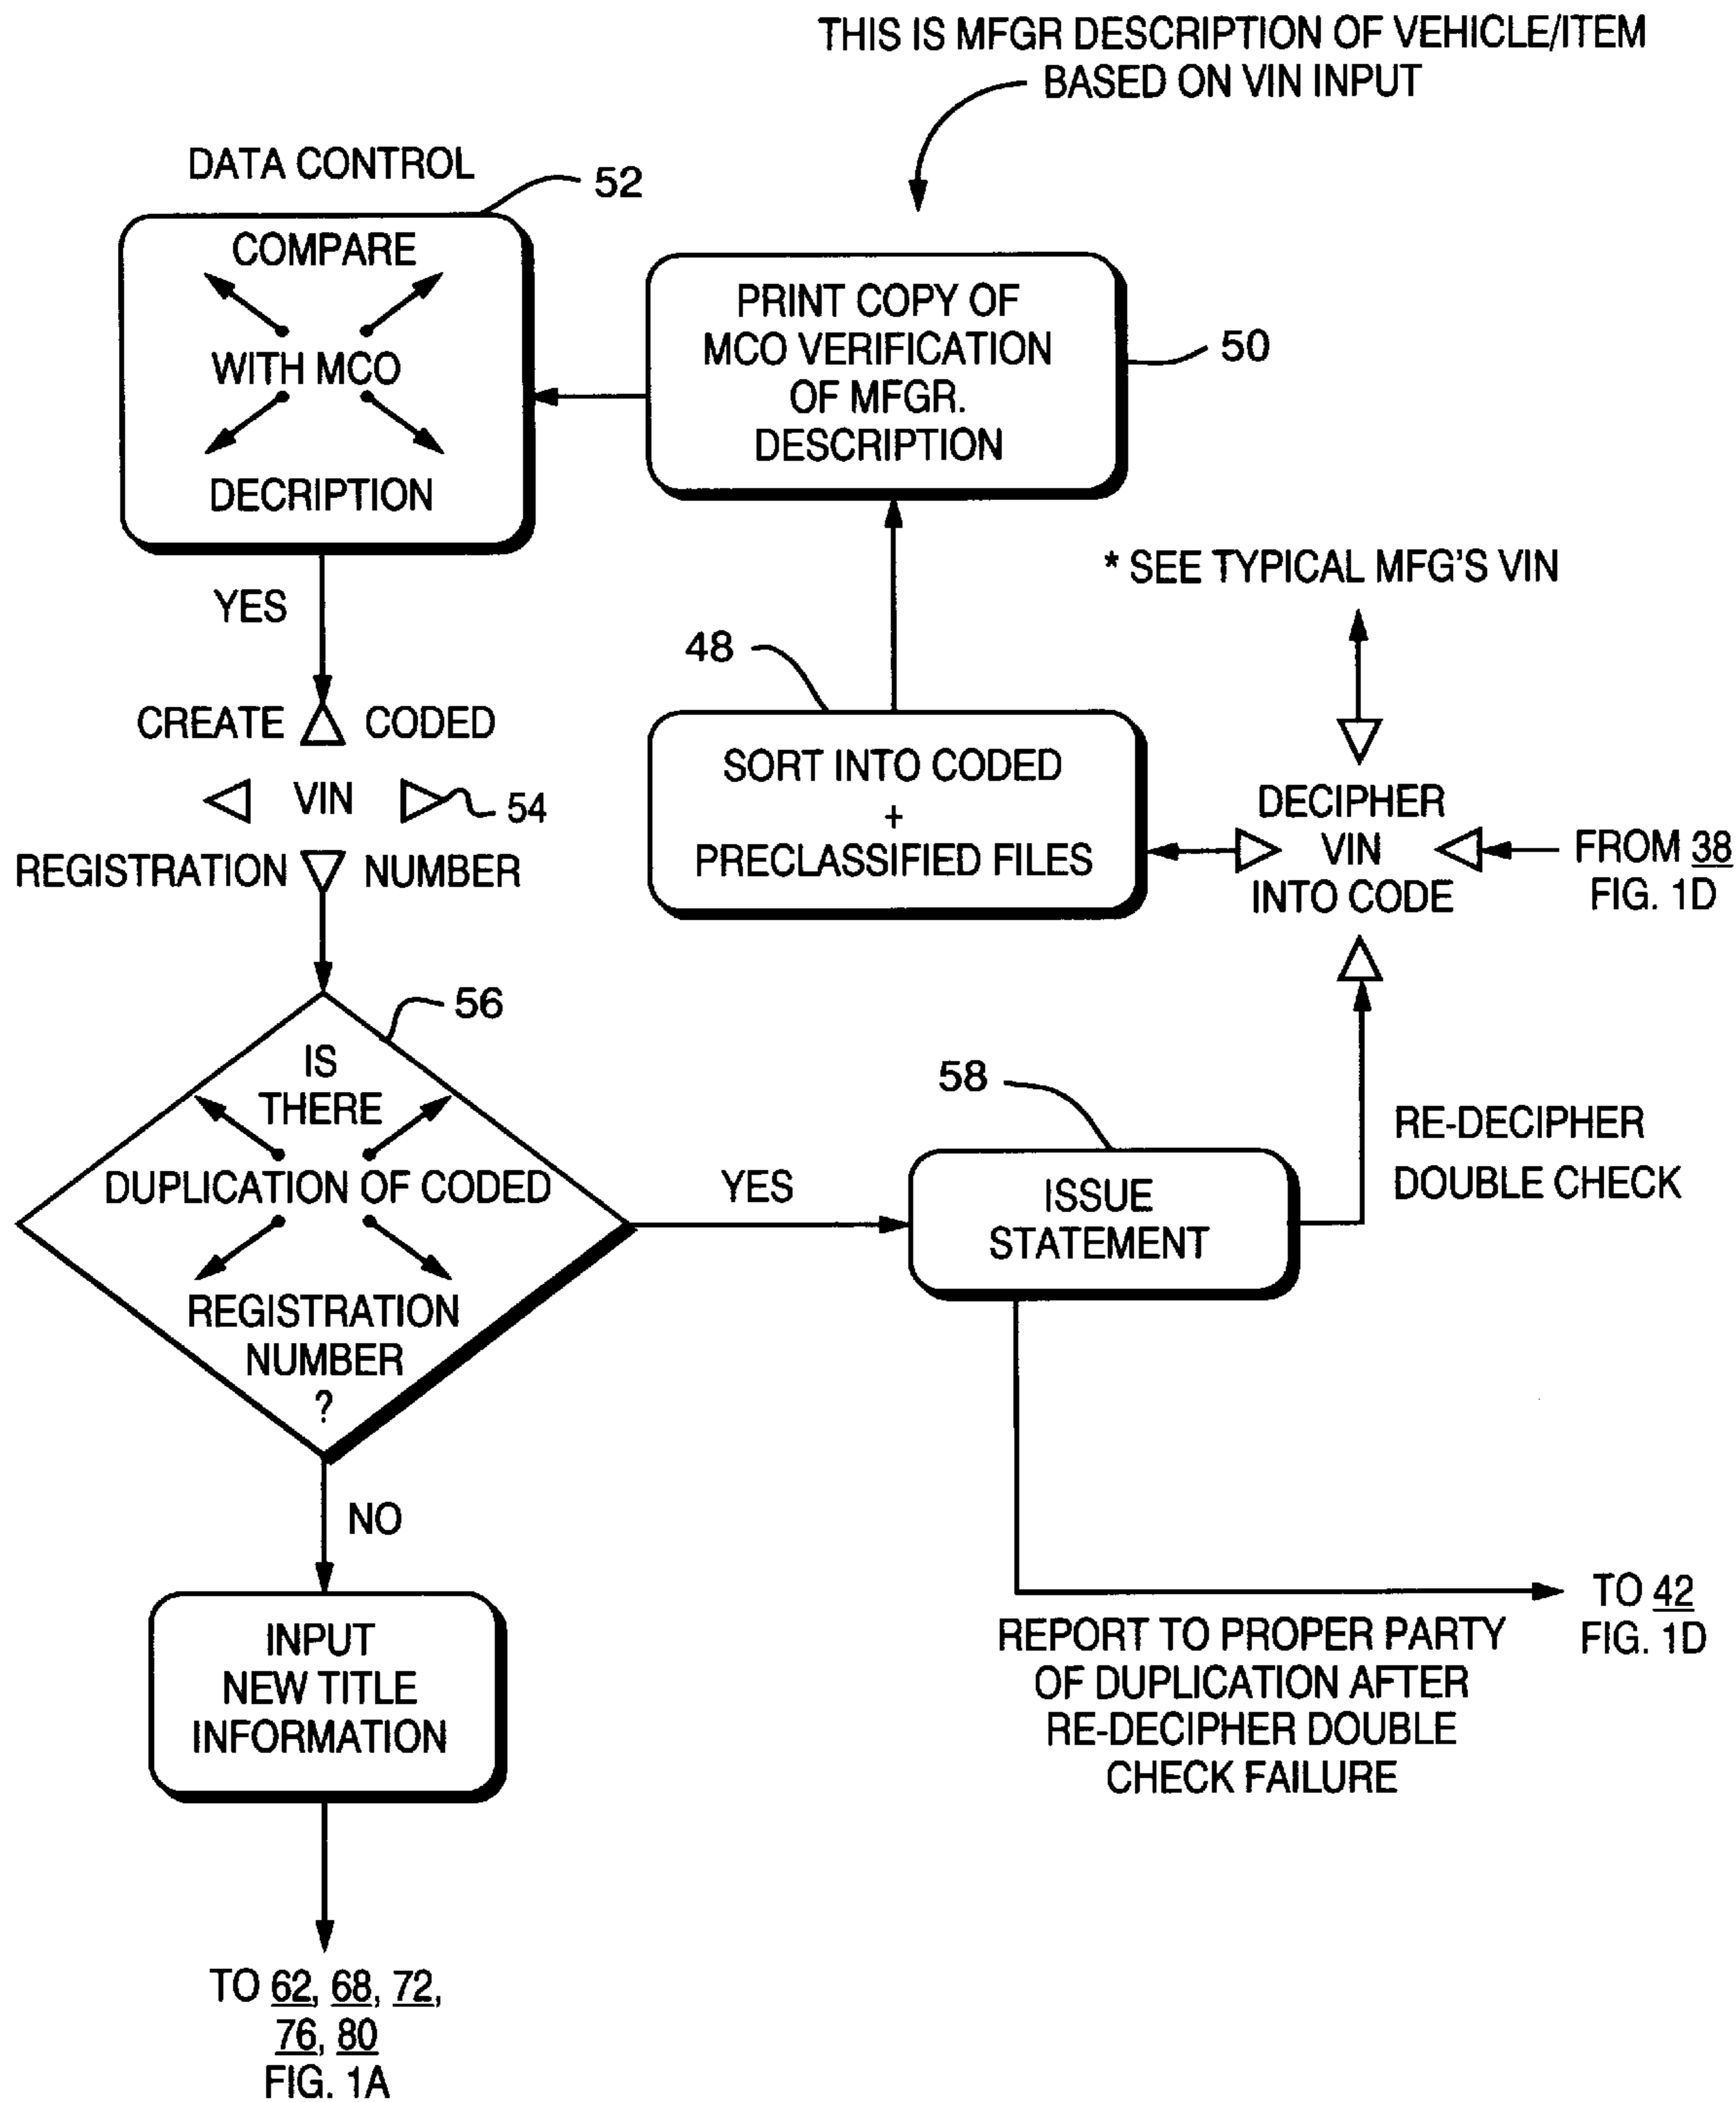 THIS IS MFGR DESCRIPTION OF VEHICLE/ITEM
BASED ON VIN INPUT
DATA CONTROL
52
COMPARE
WITH MCO
DECRIPTION
PRINT COPY OF
MCO VERIFICATION
OF MFGR.
DESCRIPTION
50
* SEE TYPICAL MFG'S VIN
YES
48
CREATE CODED
VIN
54
REGISTRATION NUMBER
SORT INTO CODED
+
PRECLASSIFIED FILES
DECIPHER
VIN
INTO CODE
FROM 38
FIG. 1D
56
IS
THERE
DUPLICATION OF CODED
REGISTRATION
NUMBER
?
YES
58
ISSUE
STATEMENT
RE-DECIPHER
DOUBLE CHECK
NO
INPUT
NEW TITLE
INFORMATION
TO 42
FIG. 1D
REPORT TO PROPER PARTY
OF DUPLICATION AFTER
RE-DECIPHER DOUBLE
CHECK FAILURE
TO 62, 68, 72,
76, 80
FIG. 1A